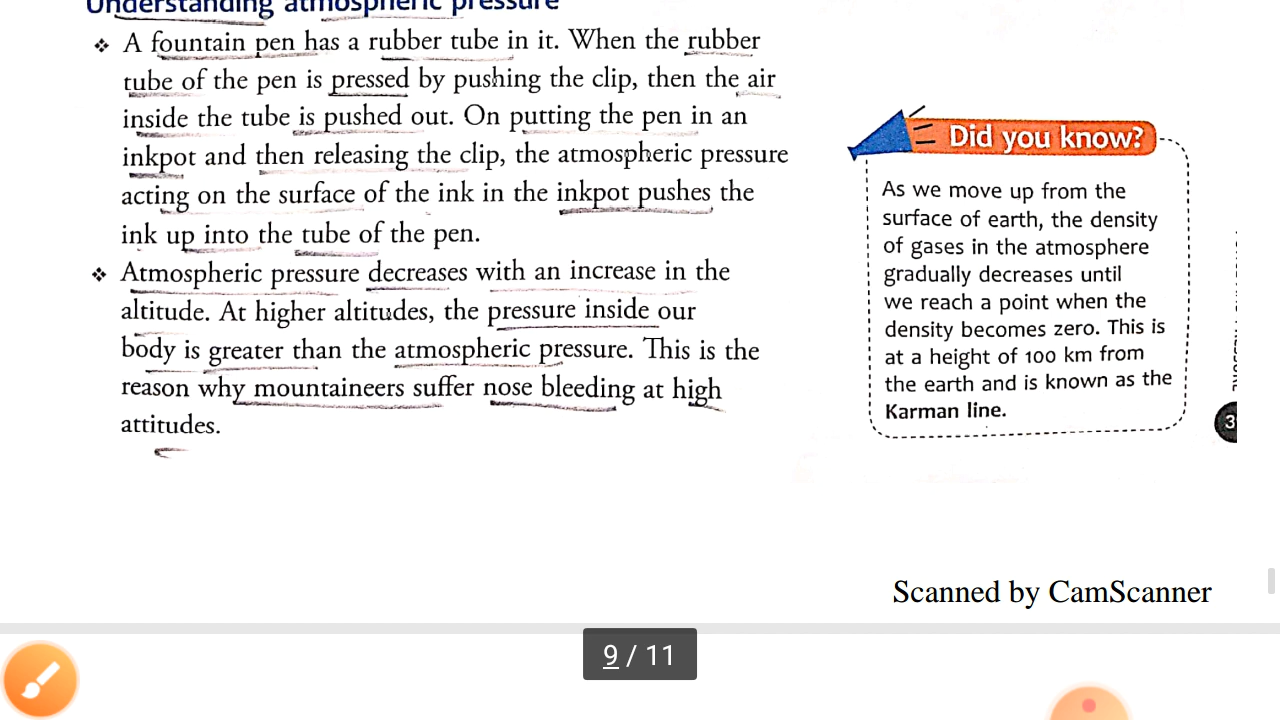 Understanding atmospheric pressure
❖ A fountain pen has a rubber tube in it. When the rubber
tube of the pen is pressed by pushing the clip, then the air
inside the tube is pushed out. On putting the pen in an
inkpot and then releasing the clip, the atmospheric pressure
acting on the surface of the ink in the inkpot pushes the
ink up into the tube of the pen.
❖ Atmospheric pressure decreases with an increase in the
altitude. At higher altitudes, the pressure inside our
body is greater than the atmospheric pressure. This is the
reason why mountaineers suffer nose bleeding at high
attitudes.
Did you know?
As we move up from the
surface of earth, the density
of gases in the atmosphere
gradually decreases until
we reach a point when the
density becomes zero. This is
at a height of 100 km from
the earth and is known as the
Karman line.
3
Scanned by CamScanner
9 / 11